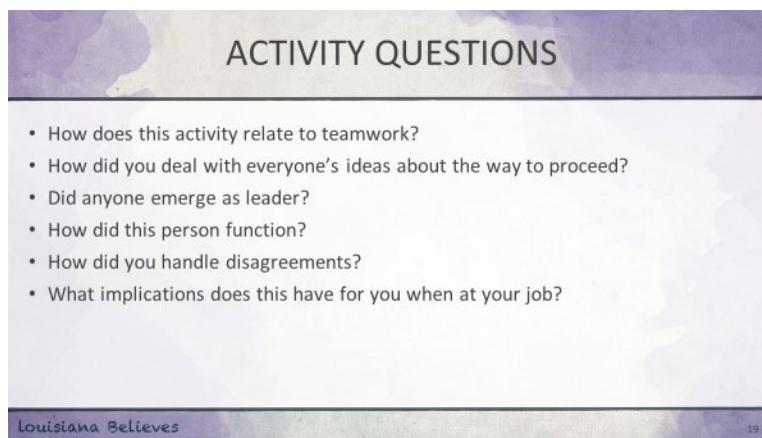 ACTIVITY QUESTIONS
• How does this activity relate to teamwork?
• How did you deal with everyone’s ideas about the way to proceed?
• Did anyone emerge as leader?
• How did this person function?
• How did you handle disagreements?
• What implications does this have for you when at your job?
Louisiana Believes
19